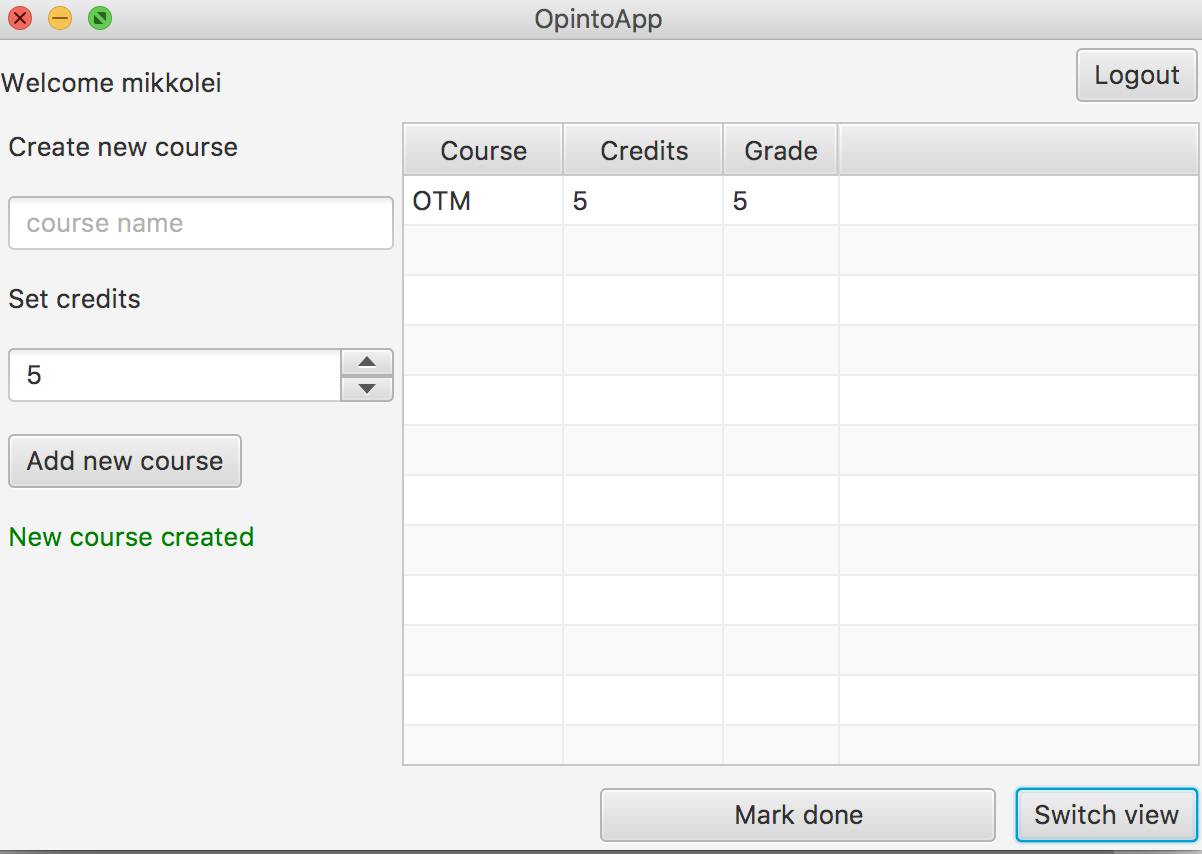 OpintoApp
Welcome mikkolei
Logout
Create new course
course name
Set credits
5
Add new course
New course created
Course Credits Grade
OTM 5 5
Mark done
Switch view